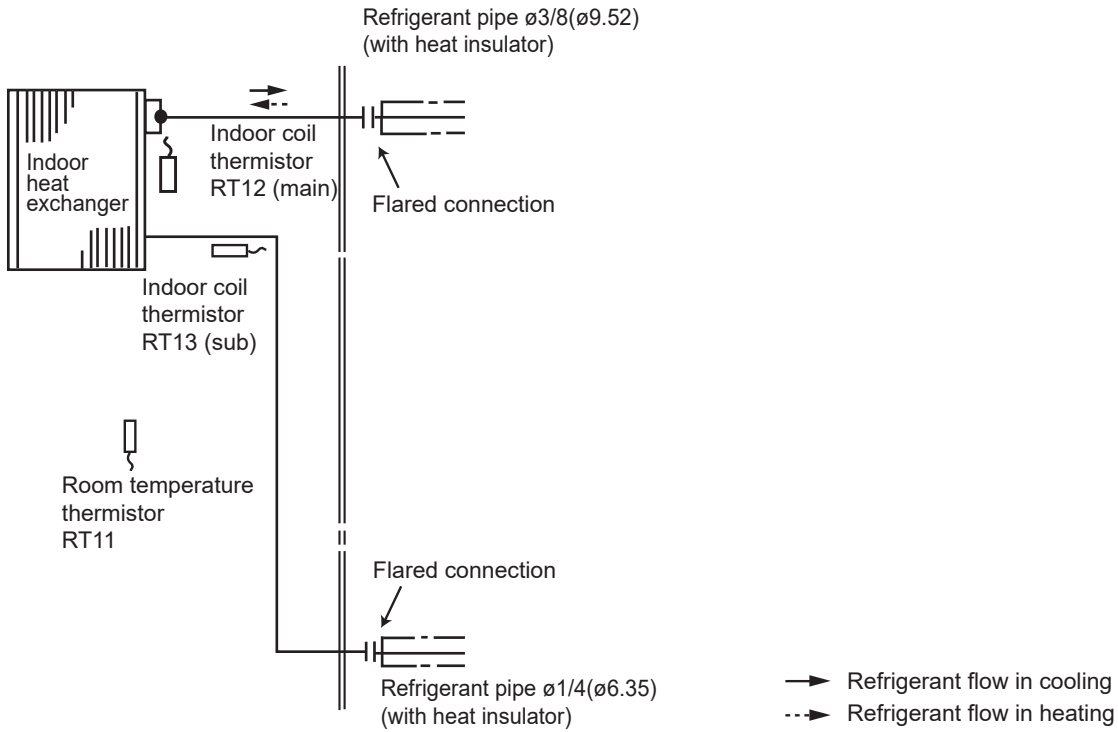 Refrigerant pipe ø3/8(ø9.52)
(with heat insulator)
Indoor
heat
exchanger
Indoor coil
thermistor
RT12 (main)
Flared connection
Indoor coil
thermistor
RT13 (sub)
Room temperature
thermistor
RT11
Flared connection
Refrigerant pipe ø1/4(ø6.35)
(with heat insulator)
Refrigerant flow in cooling
Refrigerant flow in heating